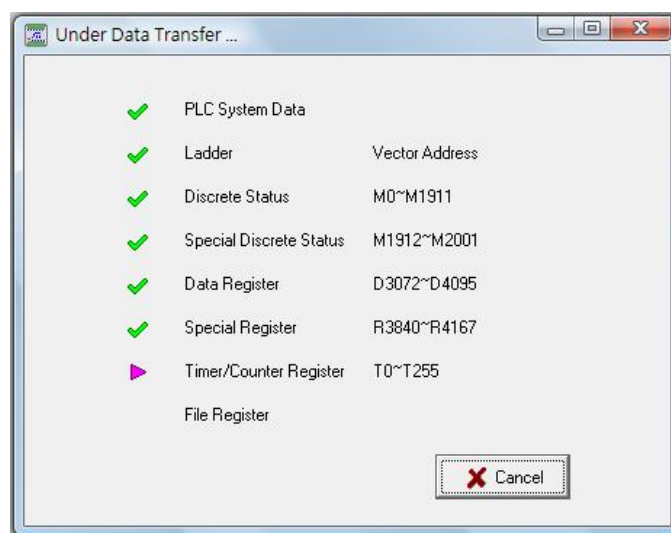 Under Data Transfer ...
PLC System Data
Ladder Vector Address
Discrete Status M0~M1911
Special Discrete Status M1912~M2001
Data Register D3072~D4095
Special Register R3840~R4167
Timer/Counter Register T0~T255
File Register
Cancel